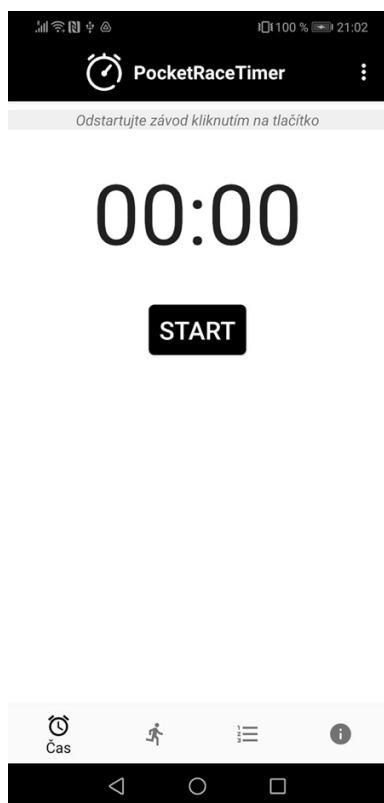 100 % 21:02
PocketRaceTimer
Odstartujte závod kliknutím na tlačítko
00:00
START
Čas